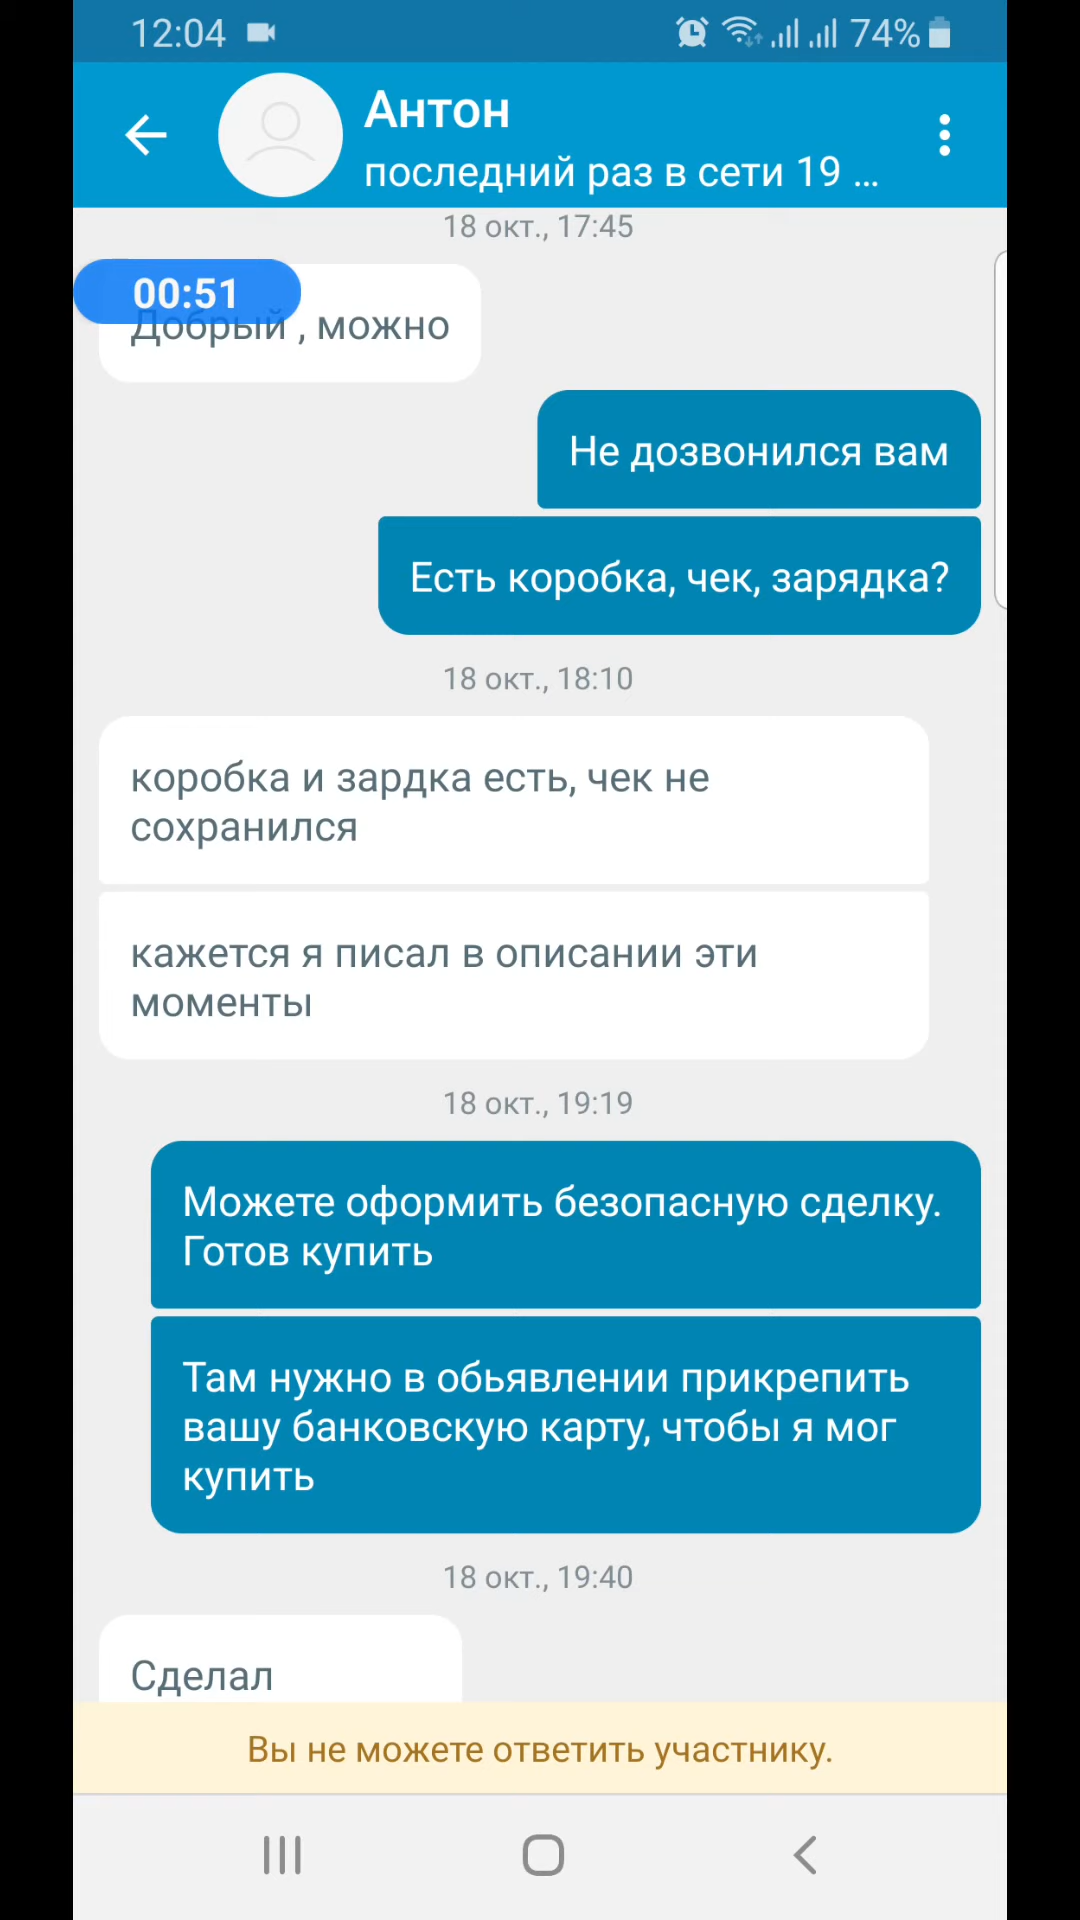 12:04
74%
Антон
последний раз в сети 19 ...
18 окт., 17:45
00:51
Добрый , можно
Не дозвонился вам
Есть коробка, чек, зарядка?
18 окт., 18:10
коробка и зардка есть, чек не
сохранился
кажется я писал в описании эти
моменты
18 окт., 19:19
Можете оформить безопасную сделку.
Готов купить
Там нужно в обьявлении прикрепить
вашу банковскую карту, чтобы я мог
купить
18 окт., 19:40
Сделал
Вы не можете ответить участнику.